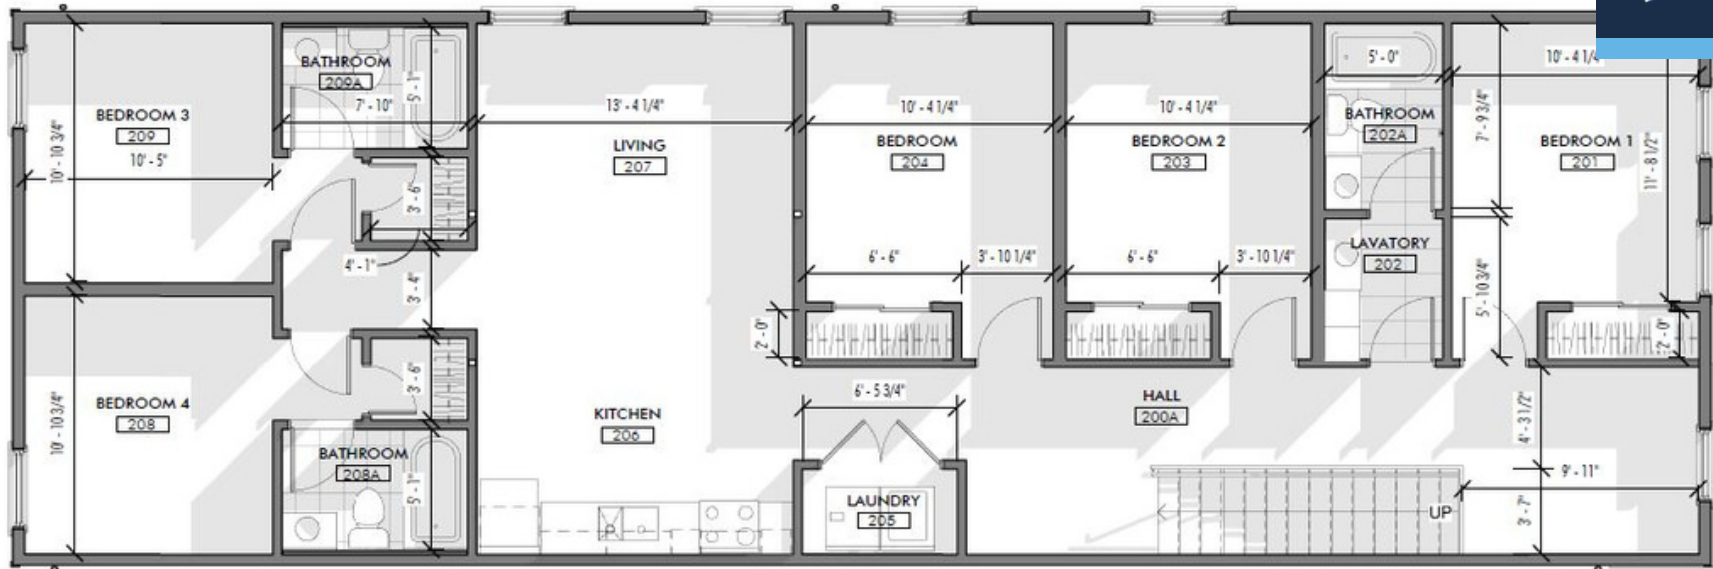 BATHROOM
209A
7' - 10"
5' - 1"
BEDROOM 3
209
10' - 5"
10' - 10 3/4"
13' - 4 1/4"
LIVING
207
10' - 4 1/4"
BEDROOM
204
10' - 4 1/4"
BEDROOM 2
203
5' - 0"
BATHROOM
202A
7' - 9 3/4"
10' - 4 1/4"
BEDROOM 1
201
11' - 8 1/2"
3' - 6"
4' - 1"
3' - 4"
6' - 6"
3' - 10 1/4"
6' - 6"
3' - 10 1/4"
LAVATORY
202
5' - 10 3/4"
2' - 0"
2' - 0"
3' - 6"
BEDROOM 4
208
10' - 10 3/4"
BATHROOM
208A
5' - 1"
KITCHEN
206
6' - 5 3/4"
HALL
200A
4' - 3 1/2"
9' - 11"
3' - 7"
LAUNDRY
205
UP